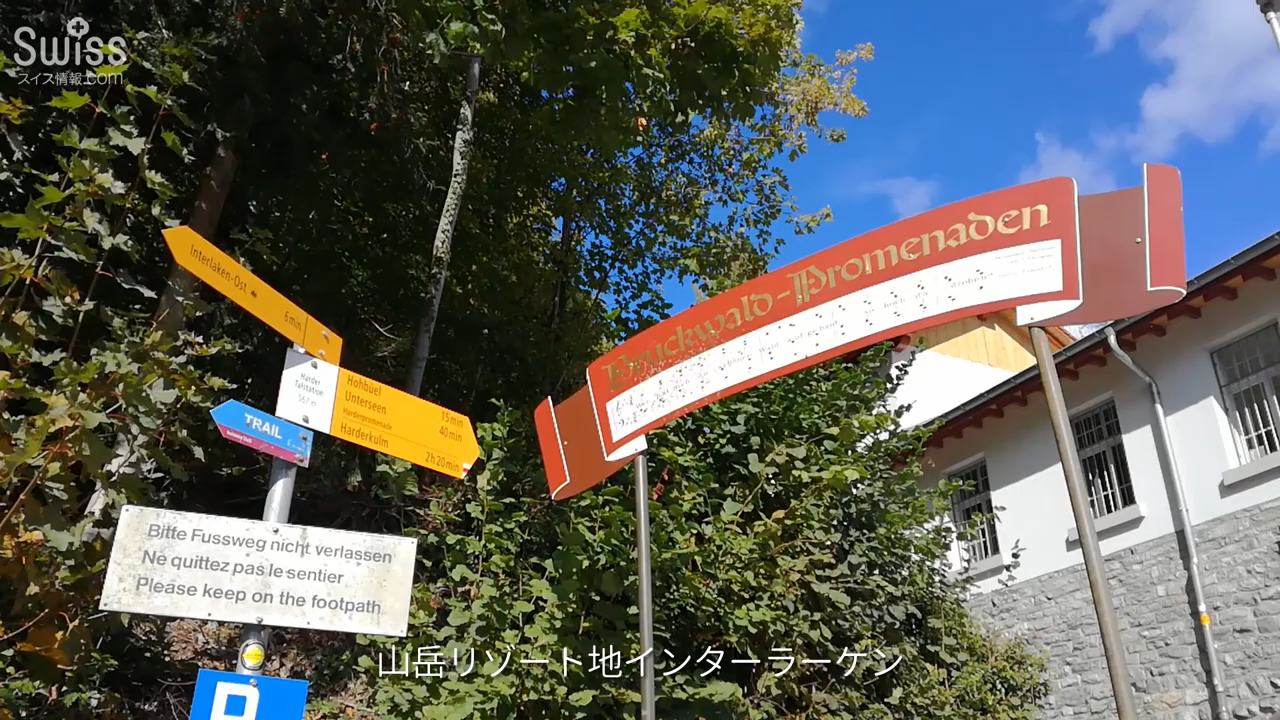 Swiss
スイス情報.com
Interlaken-Ost
6 min
Harder
Talstation
567 m
Hohbüel 15 min
Unterseen 40 min
Harderpromenade
Harderkulm 2 h 20 min
TRAIL
Bruckwald-Promenaden
Bitte Fussweg nicht verlassen
Ne quittez pas le sentier
Please keep on the footpath
P
山岳リゾート地インターラーケン